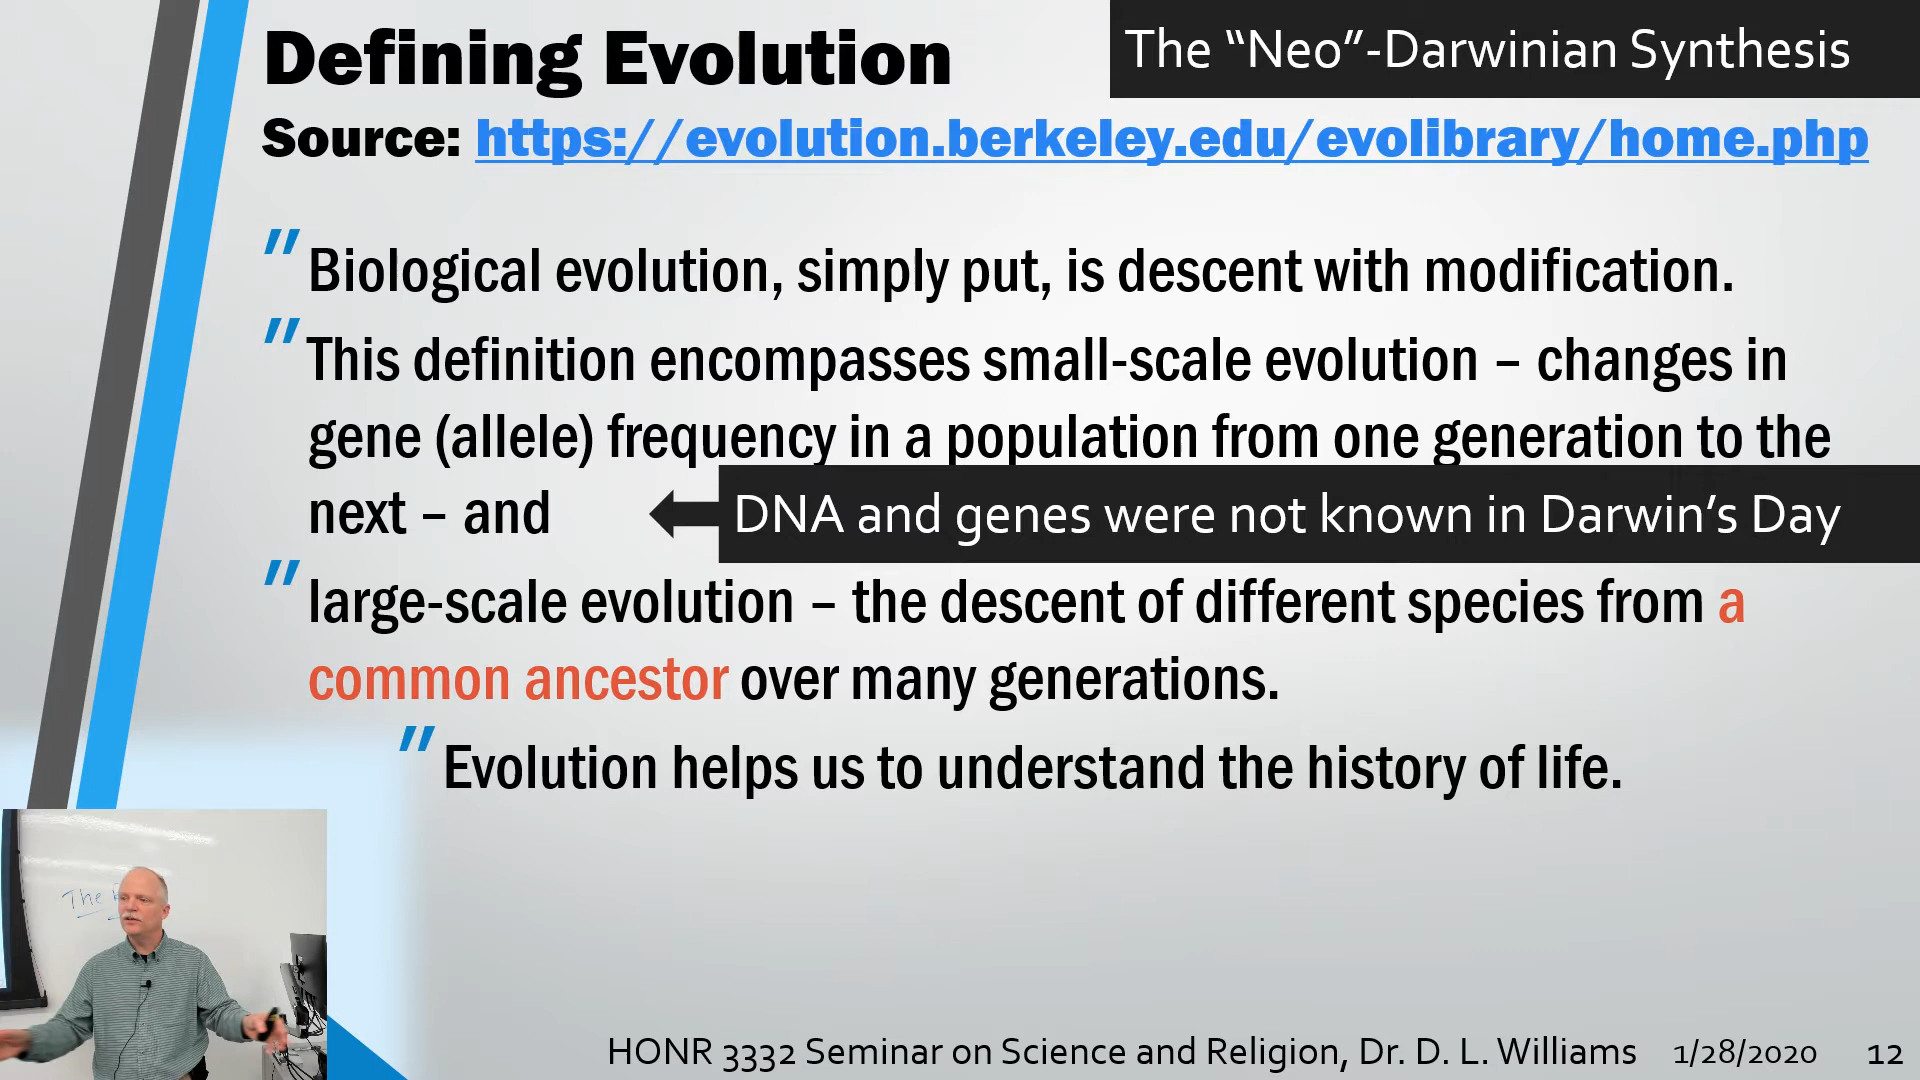 Defining Evolution
The “Neo”-Darwinian Synthesis
Source: https://evolution.berkeley.edu/evolibrary/home.php
" Biological evolution, simply put, is descent with modification.
" This definition encompasses small-scale evolution – changes in
gene (allele) frequency in a population from one generation to the
next – and
DNA and genes were not known in Darwin’s Day
" large-scale evolution – the descent of different species from a
common ancestor over many generations.
" Evolution helps us to understand the history of life.
The
HONR 3332 Seminar on Science and Religion, Dr. D. L. Williams 1/28/2020 12